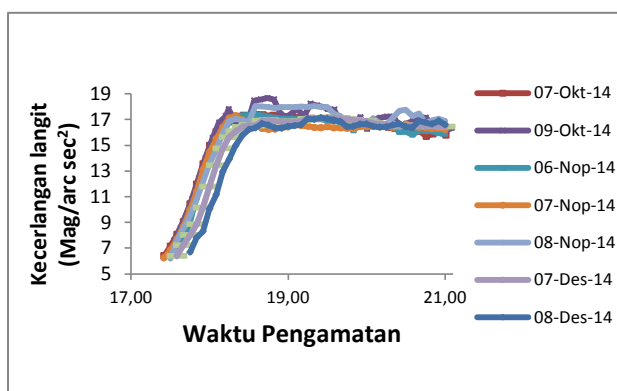 Kecerlangan langit
(Mag/arc sec²)
19
17
15
13
11
9
7
5
17,00
19,00
21,00
Waktu Pengamatan
07-Okt-14
09-Okt-14
06-Nop-14
07-Nop-14
08-Nop-14
07-Des-14
08-Des-14